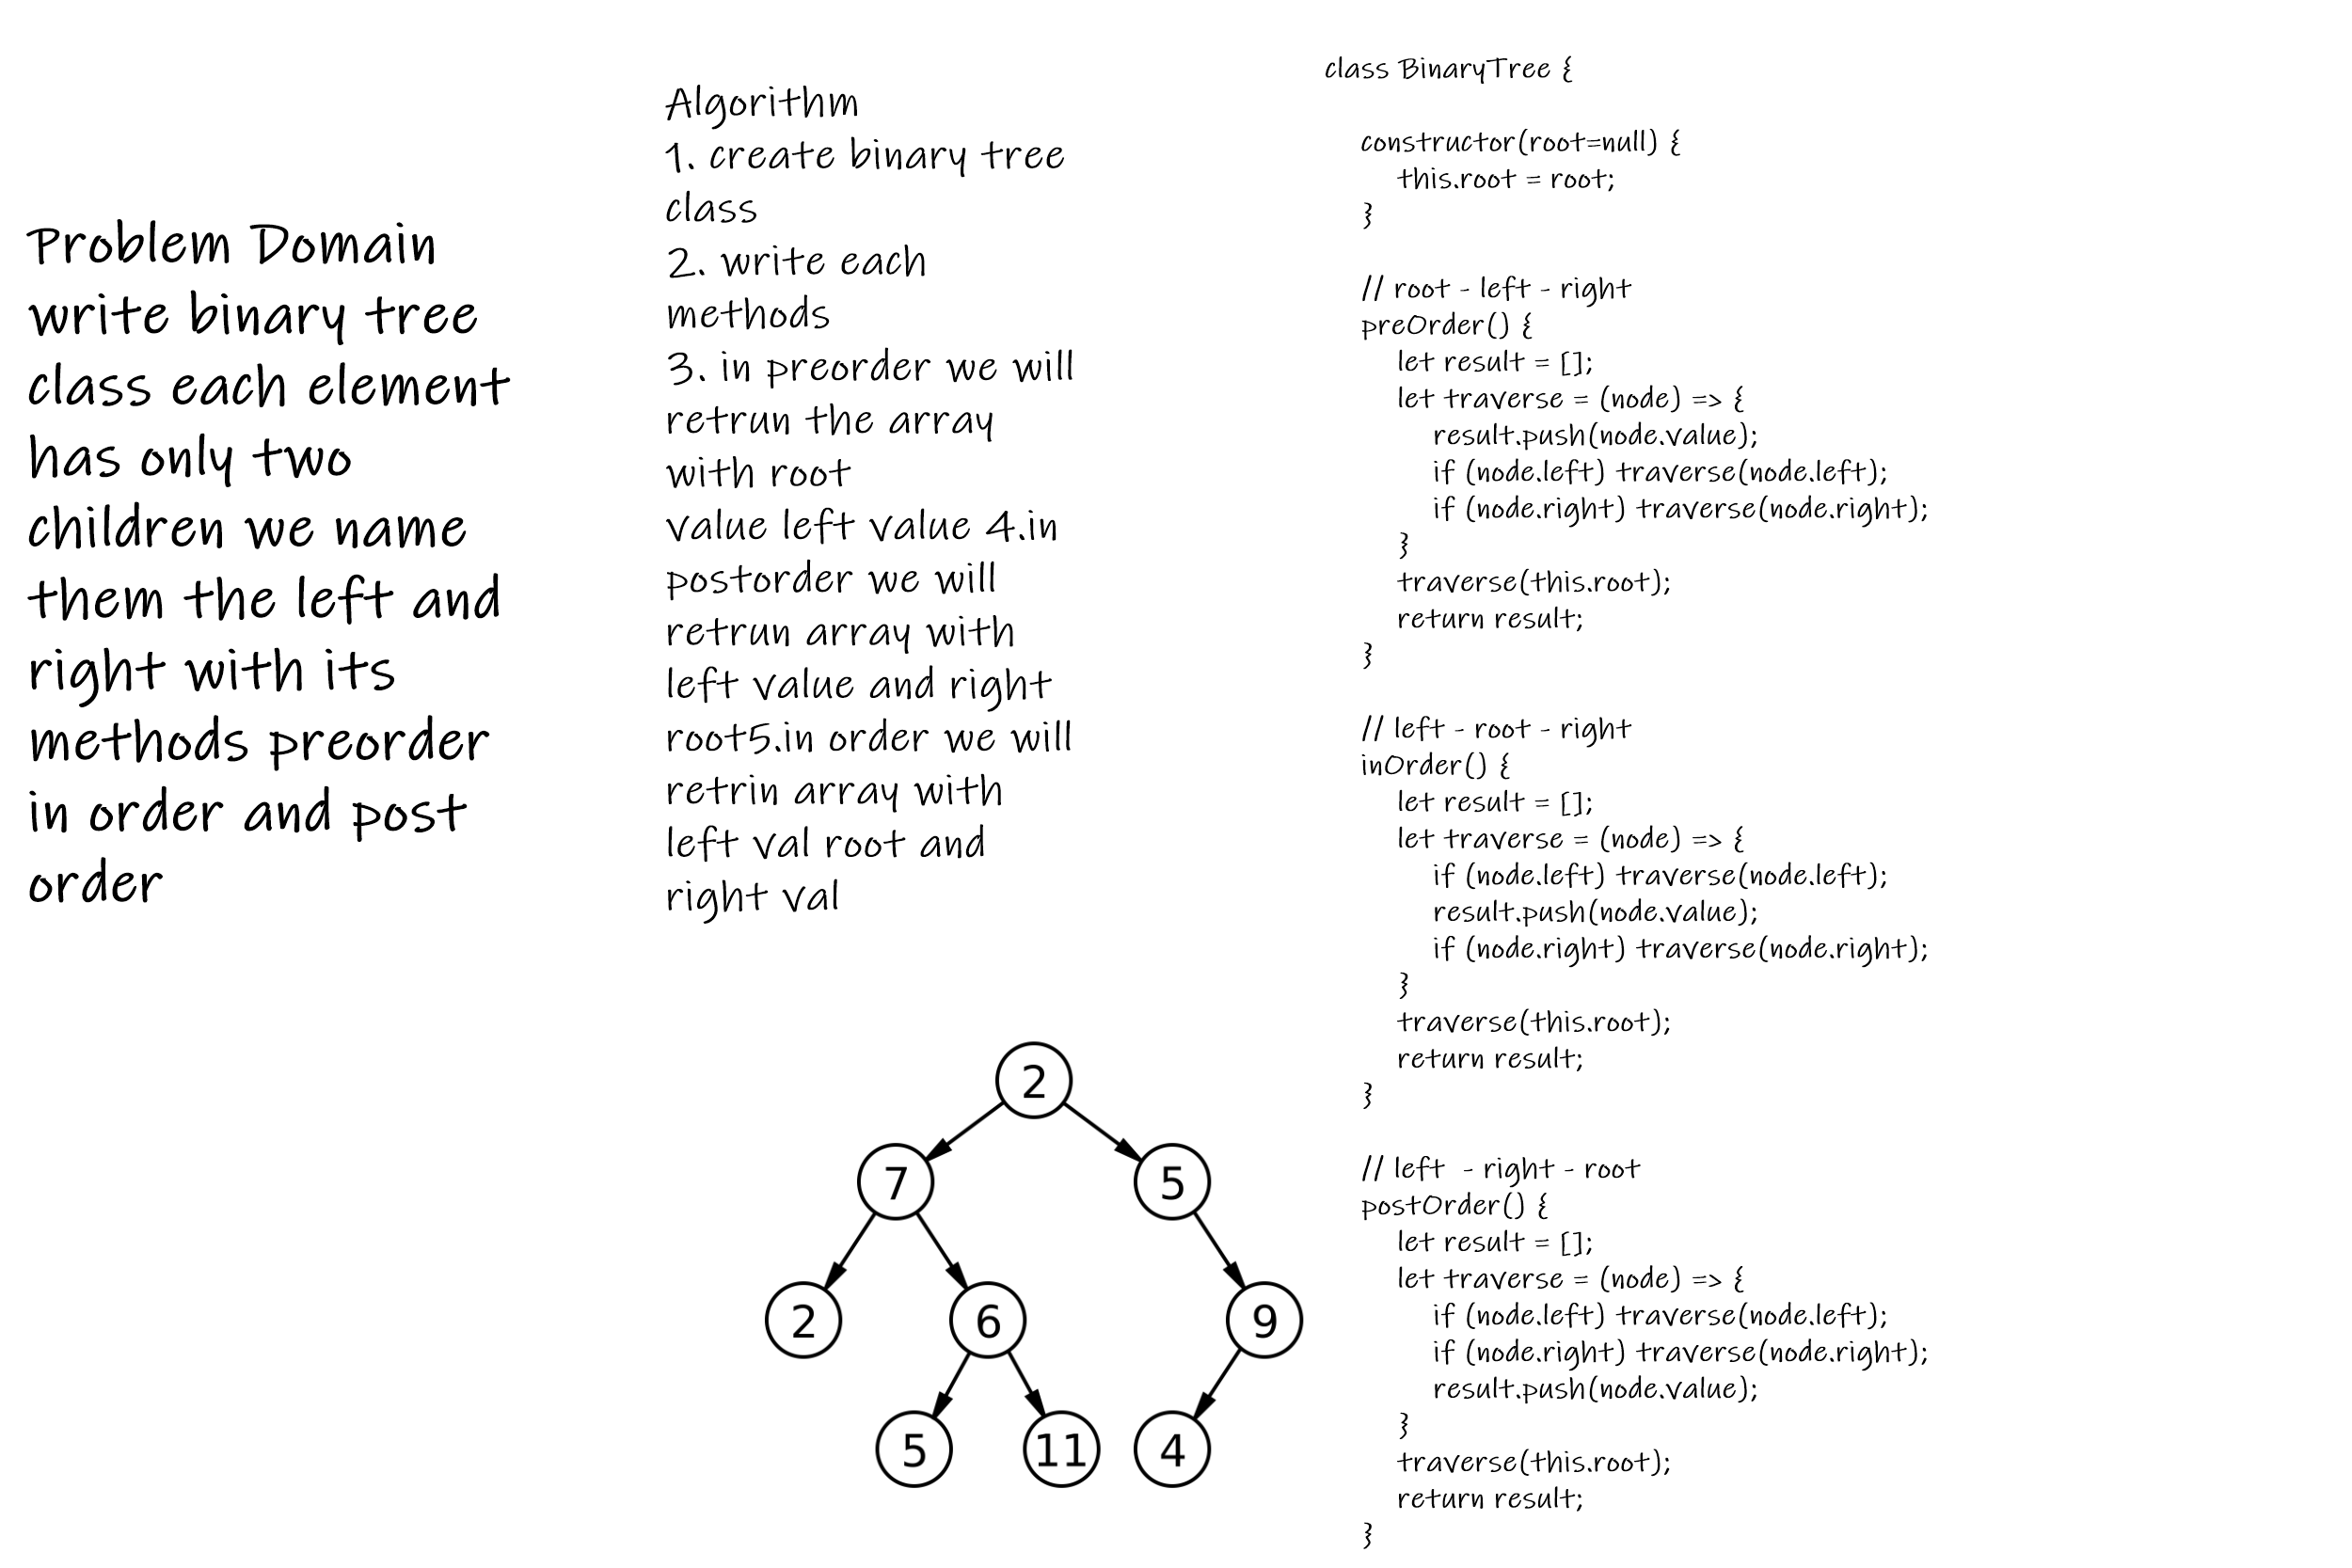 Problem Domain
write binary tree
class each element
has only two
children we name
them the left and
right with its
methods preorder
in order and post
order
Algorithm
1. create binary tree
class
2. write each
methods
3. in preorder we will
retrun the array
with root
value left value 4.in
postorder we will
retrun array with
left value and right
root5.in order we will
retrin array with
left val root and
right val
2
7
5
2
6
9
5
11
4
class BinaryTree {
constructor(root=null) {
this.root = root;
}
// root - left - right
preOrder() {
let result = [];
let traverse = (node) => {
result.push(node.value);
if (node.left) traverse(node.left);
if (node.right) traverse(node.right);
}
traverse(this.root);
return result;
}
// left - root - right
inOrder() {
let result = [];
let traverse = (node) => {
if (node.left) traverse(node.left);
result.push(node.value);
if (node.right) traverse(node.right);
}
traverse(this.root);
return result;
}
// left  - right - root
postOrder() {
let result = [];
let traverse = (node) => {
if (node.left) traverse(node.left);
if (node.right) traverse(node.right);
result.push(node.value);
}
traverse(this.root);
return result;
}